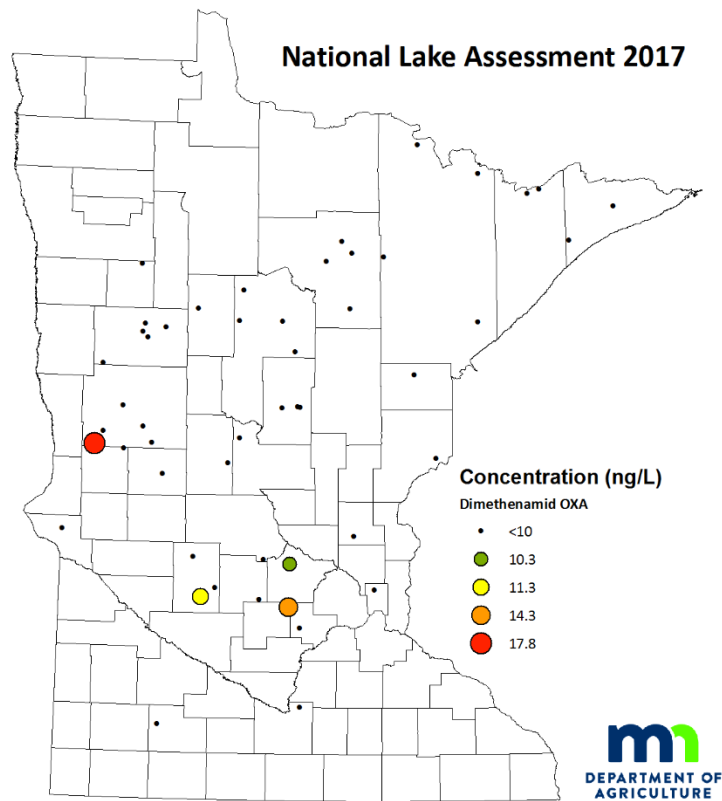 National Lake Assessment 2017
Concentration (ng/L)
Dimethenamid OXA
<10
10.3
11.3
14.3
17.8
mn
DEPARTMENT OF
AGRICULTURE